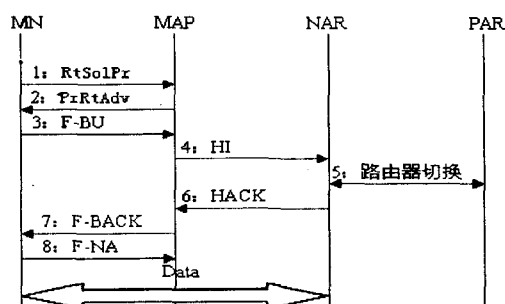 MN MAP NAR PAR
1: RtSolPr
2: PrRtAdv
3: F-BU
4: HI
5: 路由器切换
6: HACK
7: F-BACK
8: F-NA
Data